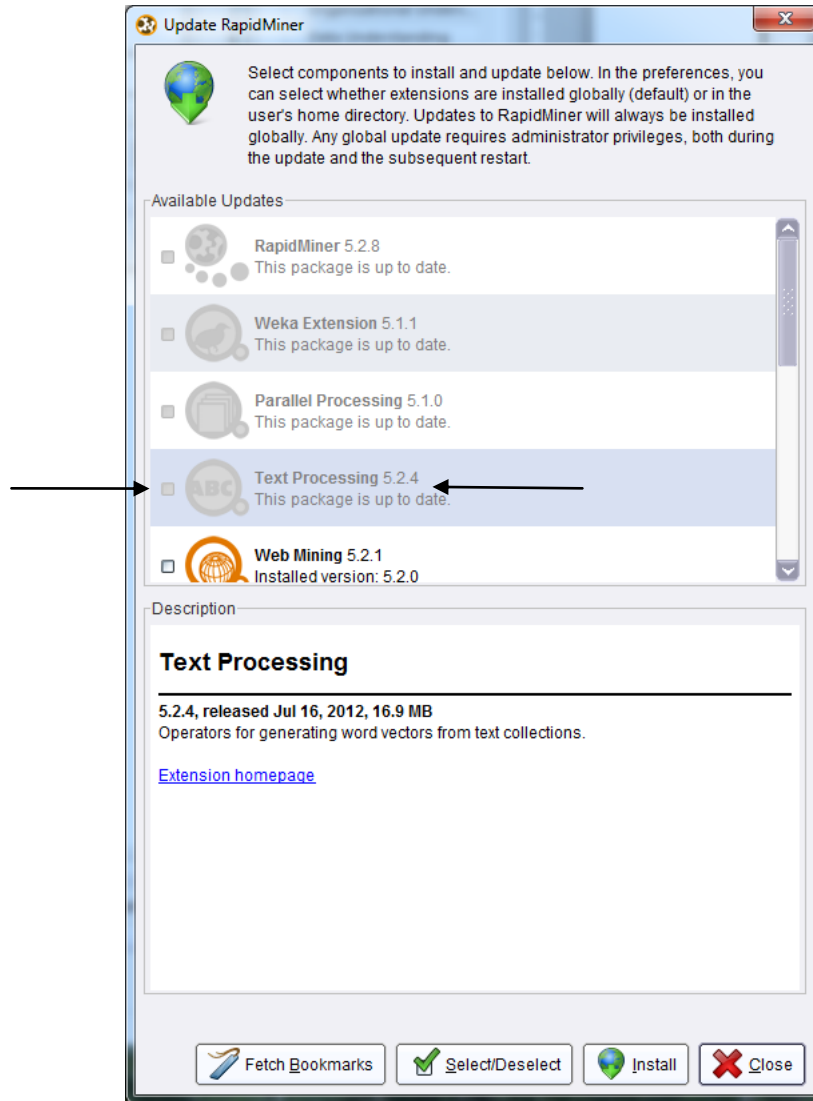 Update RapidMiner
Select components to install and update below. In the preferences, you
can select whether extensions are installed globally (default) or in the
user's home directory. Updates to RapidMiner will always be installed
globally. Any global update requires administrator privileges, both during
the update and the subsequent restart.
Available Updates
RapidMiner 5.2.8
This package is up to date.
Weka Extension 5.1.1
This package is up to date.
Parallel Processing 5.1.0
This package is up to date.
ABC
Text Processing 5.2.4
This package is up to date.
Web Mining 5.2.1
Installed version: 5.2.0
Description
Text Processing
5.2.4, released Jul 16, 2012, 16.9 MB
Operators for generating word vectors from text collections.
Extension homepage
Fetch Bookmarks Select/Deselect Install Close